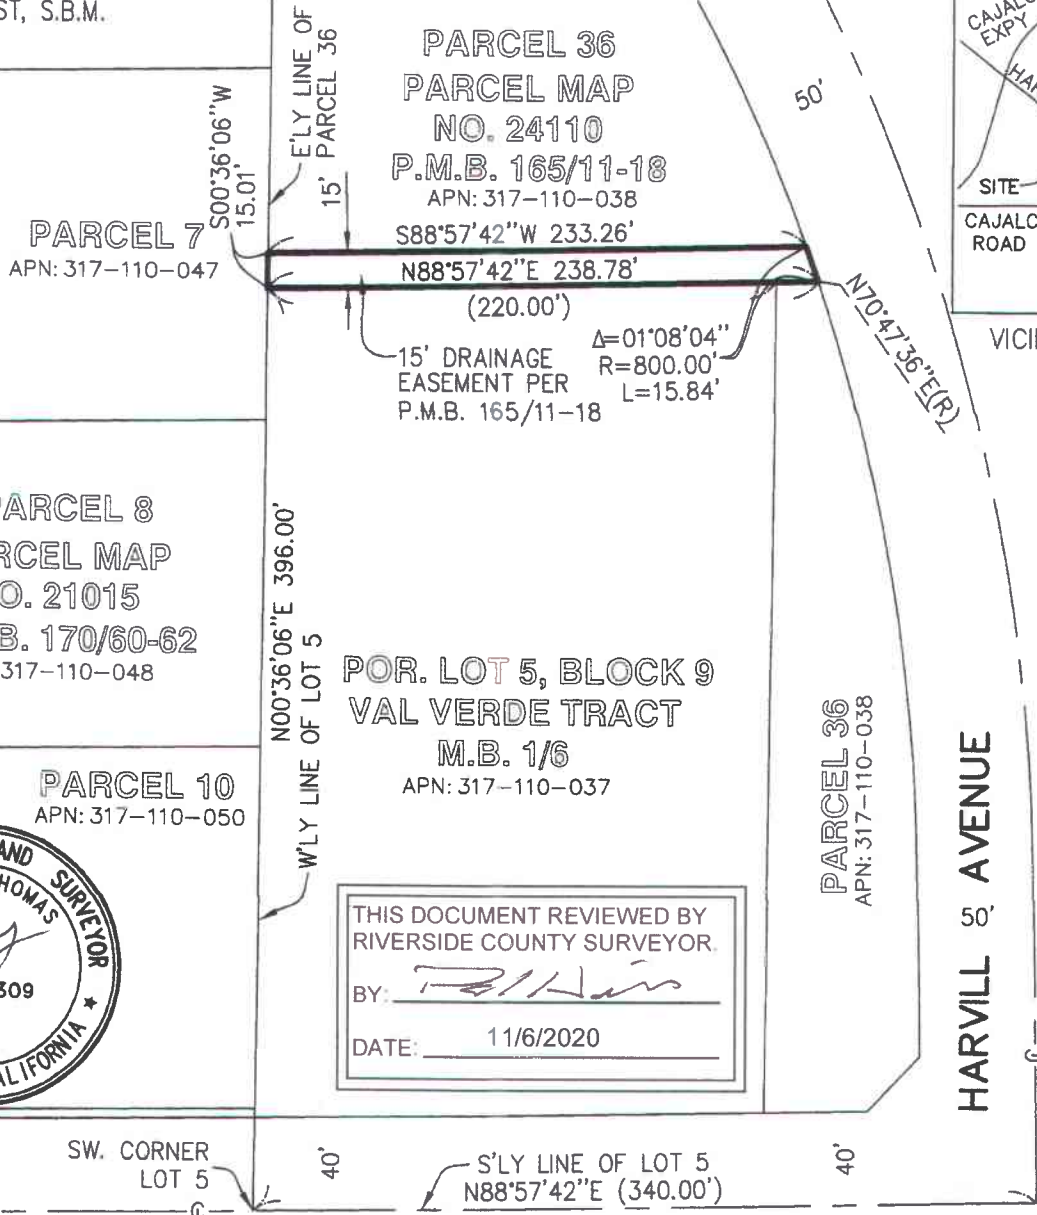 ST, S.B.M.
E'LY LINE OF
PARCEL 36
15'
S00°36'06"W
15.01'
PARCEL 36
PARCEL MAP
NO. 24110
P.M.B. 165/11-18
APN: 317-110-038
50'
CAJALCO
EXPY
SITE
CAJALCO
ROAD
PARCEL 7
APN: 317-110-047
S88°57'42"W 233.26'
N88°57'42"E 238.78'
(220.00')
15' DRAINAGE
EASEMENT PER
P.M.B. 165/11-18
Δ=01°08'04"
R=800.00'
L=15.84'
N70°47'36"E(R)
PARCEL 8
RCEL MAP
O. 21015
B. 170/60-62
317-110-048
N00°36'06"E 396.00'
W'LY LINE OF LOT 5
POR. LOT 5, BLOCK 9
VAL VERDE TRACT
M.B. 1/6
APN: 317-110-037
PARCEL 36
APN: 317-110-038
HARVILL AVENUE
50'
PARCEL 10
APN: 317-110-050
AND SURVEYOR
HOMAS
309
ALIFORNIA
THIS DOCUMENT REVIEWED BY
RIVERSIDE COUNTY SURVEYOR.
BY:
DATE: 11/6/2020
SW. CORNER
LOT 5
40'
S'LY LINE OF LOT 5
N88°57'42"E (340.00')
40'